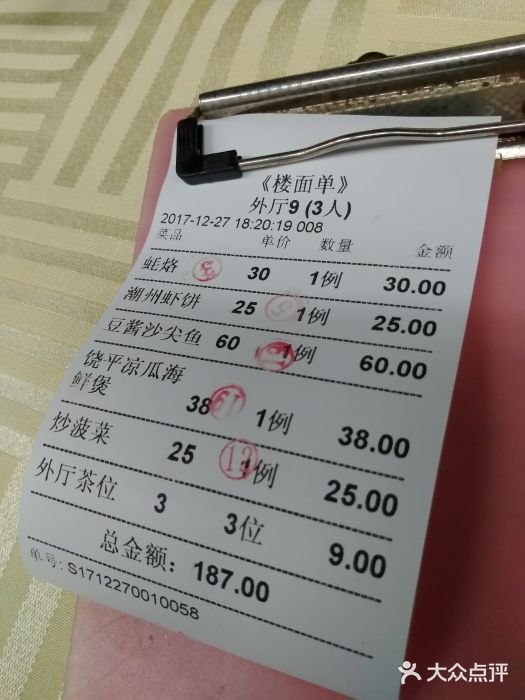 《楼面单》
外厅9 (3人)
2017-12-27 18:20:19 008
菜品 单价 数量 金额
蚝烙 30 1例 30.00
潮州虾饼 25 1例 25.00
豆酱沙尖鱼 60 1例 60.00
饶平凉瓜海
鲜煲
38 1例 38.00
炒菠菜 25 1例 25.00
外厅茶位 3 3位 9.00
总金额: 187.00
单号: S1712270010058
大众点评